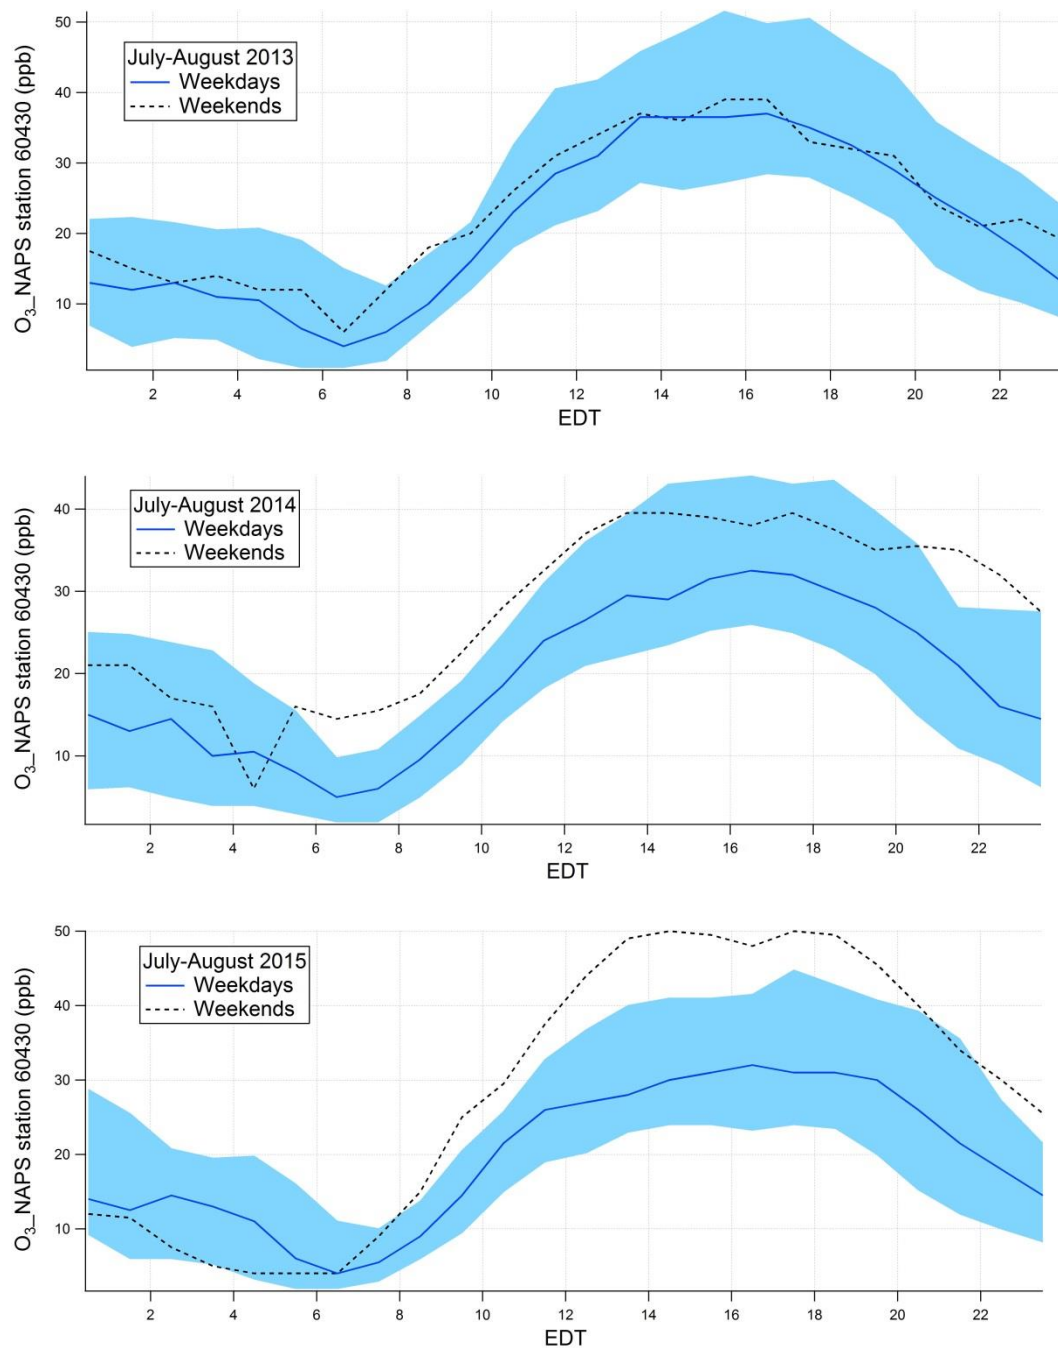 O3_NAPS station 60430 (ppb)
50
40
30
20
10
July-August 2013
Weekdays
Weekends
2 4 6 8 10 12 14 16 18 20 22
EDT
O3_NAPS station 60430 (ppb)
40
30
20
10
July-August 2014
Weekdays
Weekends
2 4 6 8 10 12 14 16 18 20 22
EDT
O3_NAPS station 60430 (ppb)
50
40
30
20
10
July-August 2015
Weekdays
Weekends
2 4 6 8 10 12 14 16 18 20 22
EDT